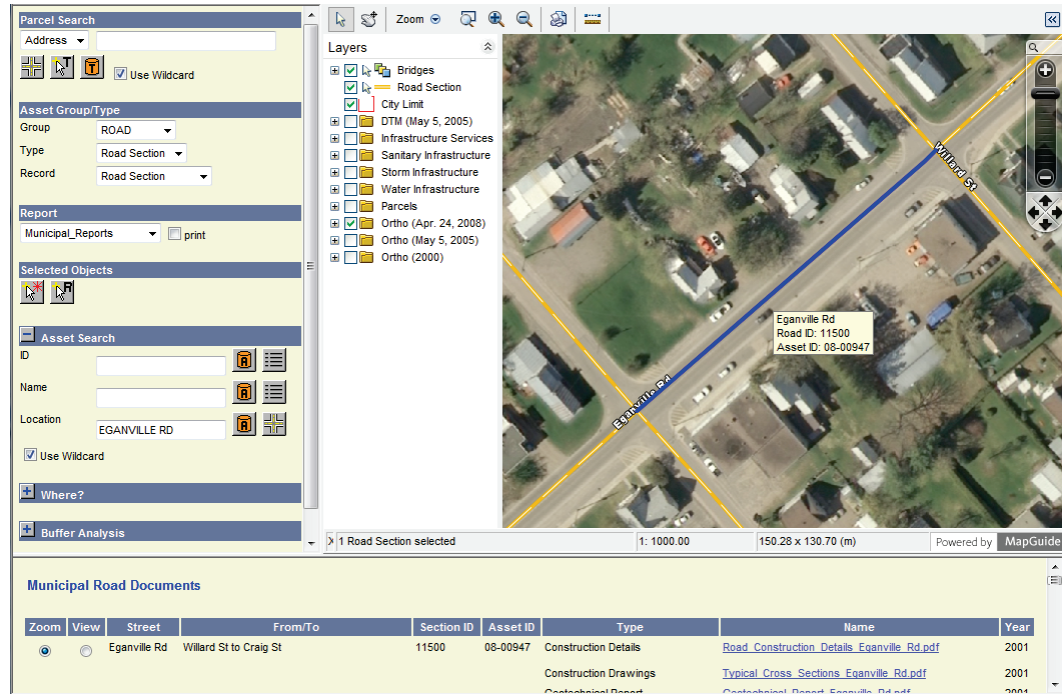 Parcel Search
Address
Use Wildcard
Asset Group/Type
Group ROAD
Type Road Section
Record Road Section
Report
Municipal_Reports print
Selected Objects
Asset Search
ID
Name
Location EGANVILLE RD
Use Wildcard
Where?
Buffer Analysis
Zoom
Layers
Bridges
Road Section
City Limit
DTM (May 5, 2005)
Infrastructure Services
Sanitary Infrastructure
Storm Infrastructure
Water Infrastructure
Parcels
Ortho (Apr. 24, 2008)
Ortho (May 5, 2005)
Ortho (2000)
Willard St
Eganville Rd
Road ID: 11500
Asset ID: 08-00947
Eganville Rd
1 Road Section selected 1: 1000.00 150.28 x 130.70 (m) Powered by MapGuide
Municipal Road Documents
Zoom View Street From/To Section ID Asset ID Type Name Year
Eganville Rd Willard St to Craig St 11500 08-00947 Construction Details Road_Construction_Details_Eganville_Rd.pdf 2001
Construction Drawings Typical_Cross_Sections_Eganville_Rd.pdf 2001
Geotechnical Report Geotechnical_Report_Eganville_Rd.pdf 2001